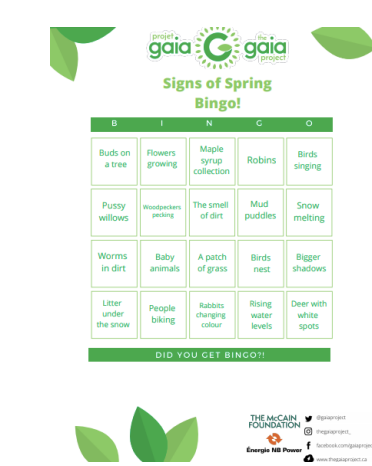 projet
gaia
the
gaia
project
Signs of Spring
Bingo!
B I N G O
Buds on
a tree
Flowers
growing
Maple
syrup
collection
Robins
Birds
singing
Pussy
willows
Woodpeckers
pecking
The smell
of dirt
Mud
puddles
Snow
melting
Worms
in dirt
Baby
animals
A patch
of grass
Birds
nest
Bigger
shadows
Litter
under
the snow
People
biking
Rabbits
changing
colour
Rising
water
levels
Deer with
white
spots
DID YOU GET BINGO?!
THE McCAIN
FOUNDATION
Énergie NB Power
@gaiaproject
thegaiaproject_
facebook.com/gaiaprojec
www.thegaiaproject.ca